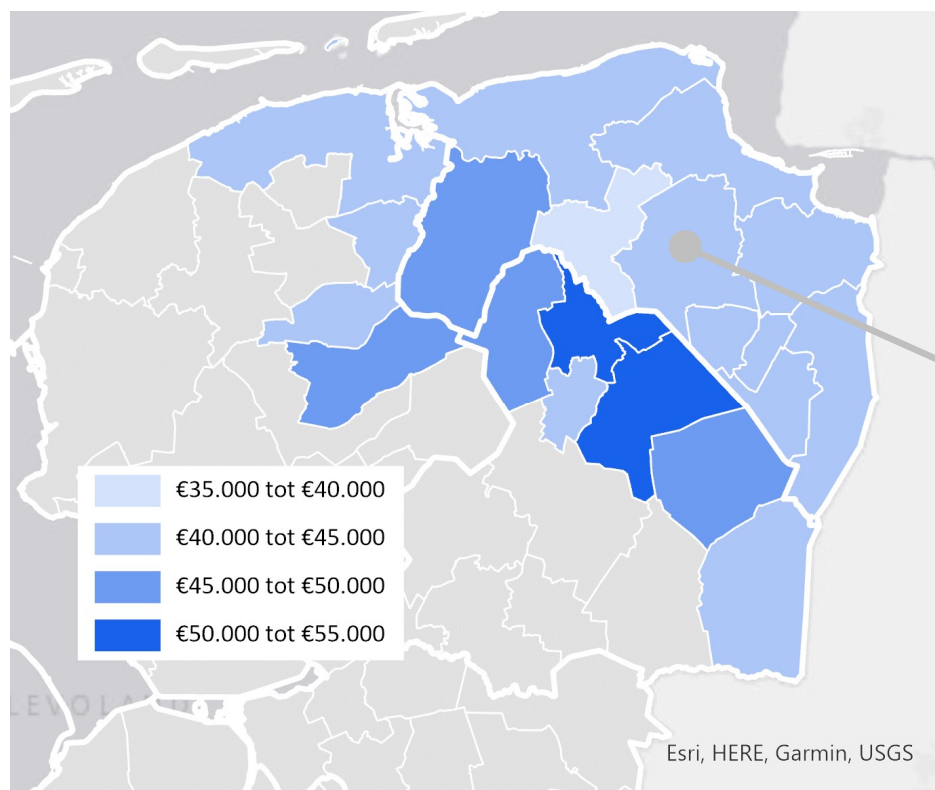 €35.000 tot €40.000
€40.000 tot €45.000
€45.000 tot €50.000
€50.000 tot €55.000
LEVOLAND
Esri, HERE, Garmin, USGS